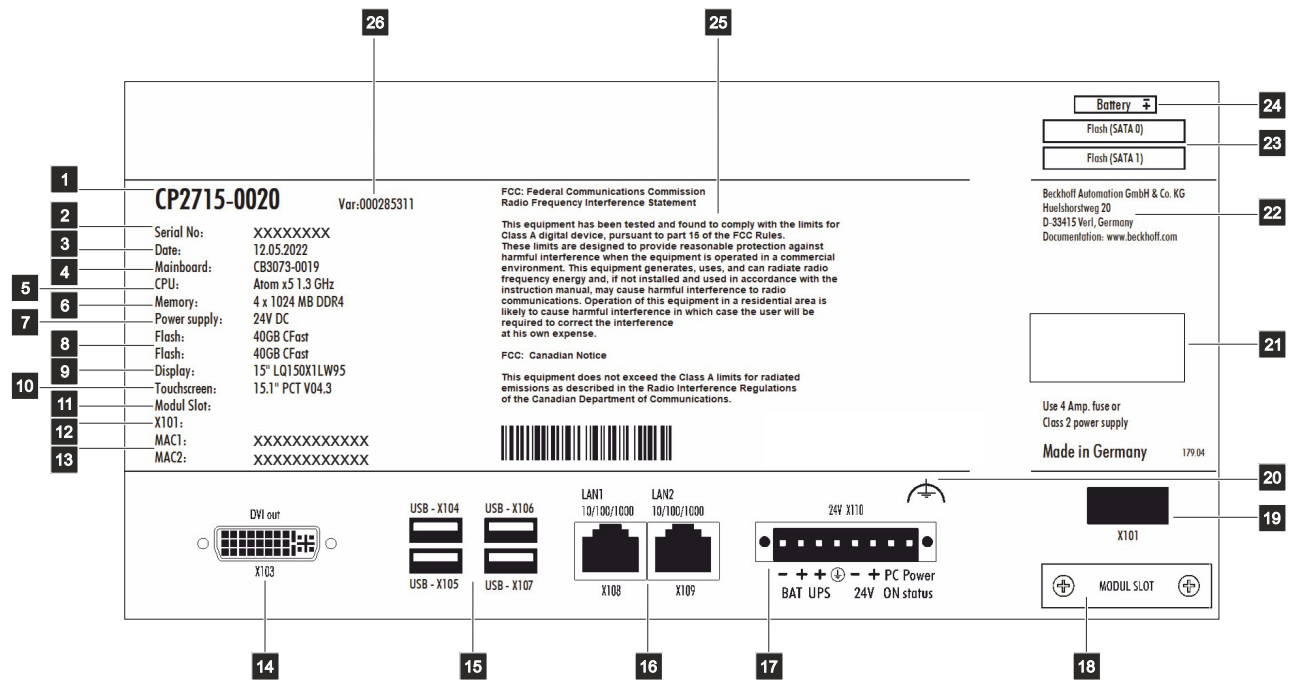 26
25
Battery
24
Flash (SATA 0)
23
Flash (SATA 1)
1
CP2715-0020
Var:000285311
2
Serial No: XXXXXXXX
3
Date: 12.05.2022
4
Mainboard: CB3073-0019
5
CPU: Atom x5 1.3 GHz
6
Memory: 4 x 1024 MB DDR4
7
Power supply: 24V DC
8
Flash: 40GB CFast
Flash: 40GB CFast
9
Display: 15" LQ150X1LW95
10
Touchscreen: 15.1" PCT V04.3
11
Modul Slot:
12
X101:
MAC1: XXXXXXXXXXXX
13
MAC2: XXXXXXXXXXXX
FCC: Federal Communications Commission
Radio Frequency Interference Statement
This equipment has been tested and found to comply with the limits for
Class A digital device, pursuant to part 15 of the FCC Rules.
These limits are designed to provide reasonable protection against
harmful interference when the equipment is operated in a commercial
environment. This equipment generates, uses, and can radiate radio
frequency energy and, if not installed and used in accordance with the
instruction manual, may cause harmful interference to radio
communications. Operation of this equipment in a residential area is
likely to cause harmful interference in which case the user will be
required to correct the interference
at his own expense.
FCC: Canadian Notice
This equipment does not exceed the Class A limits for radiated
emissions as described in the Radio Interference Regulations
of the Canadian Department of Communications.
Beckhoff Automation GmbH & Co. KG
Huelshorstweg 20
22
D-33415 Verl, Germany
Documentation: www.beckhoff.com
21
Use 4 Amp. fuse or
Class 2 power supply
Made in Germany
179.04
20
DVI out
X103
USB - X104 USB - X106
USB - X105 USB - X107
LAN1 LAN2
10/100/1000 10/100/1000
X108 X109
24V X110
- + + - + PC Power
BAT UPS 24V ON status
19
X101
MODUL SLOT
14
15
16
17
18